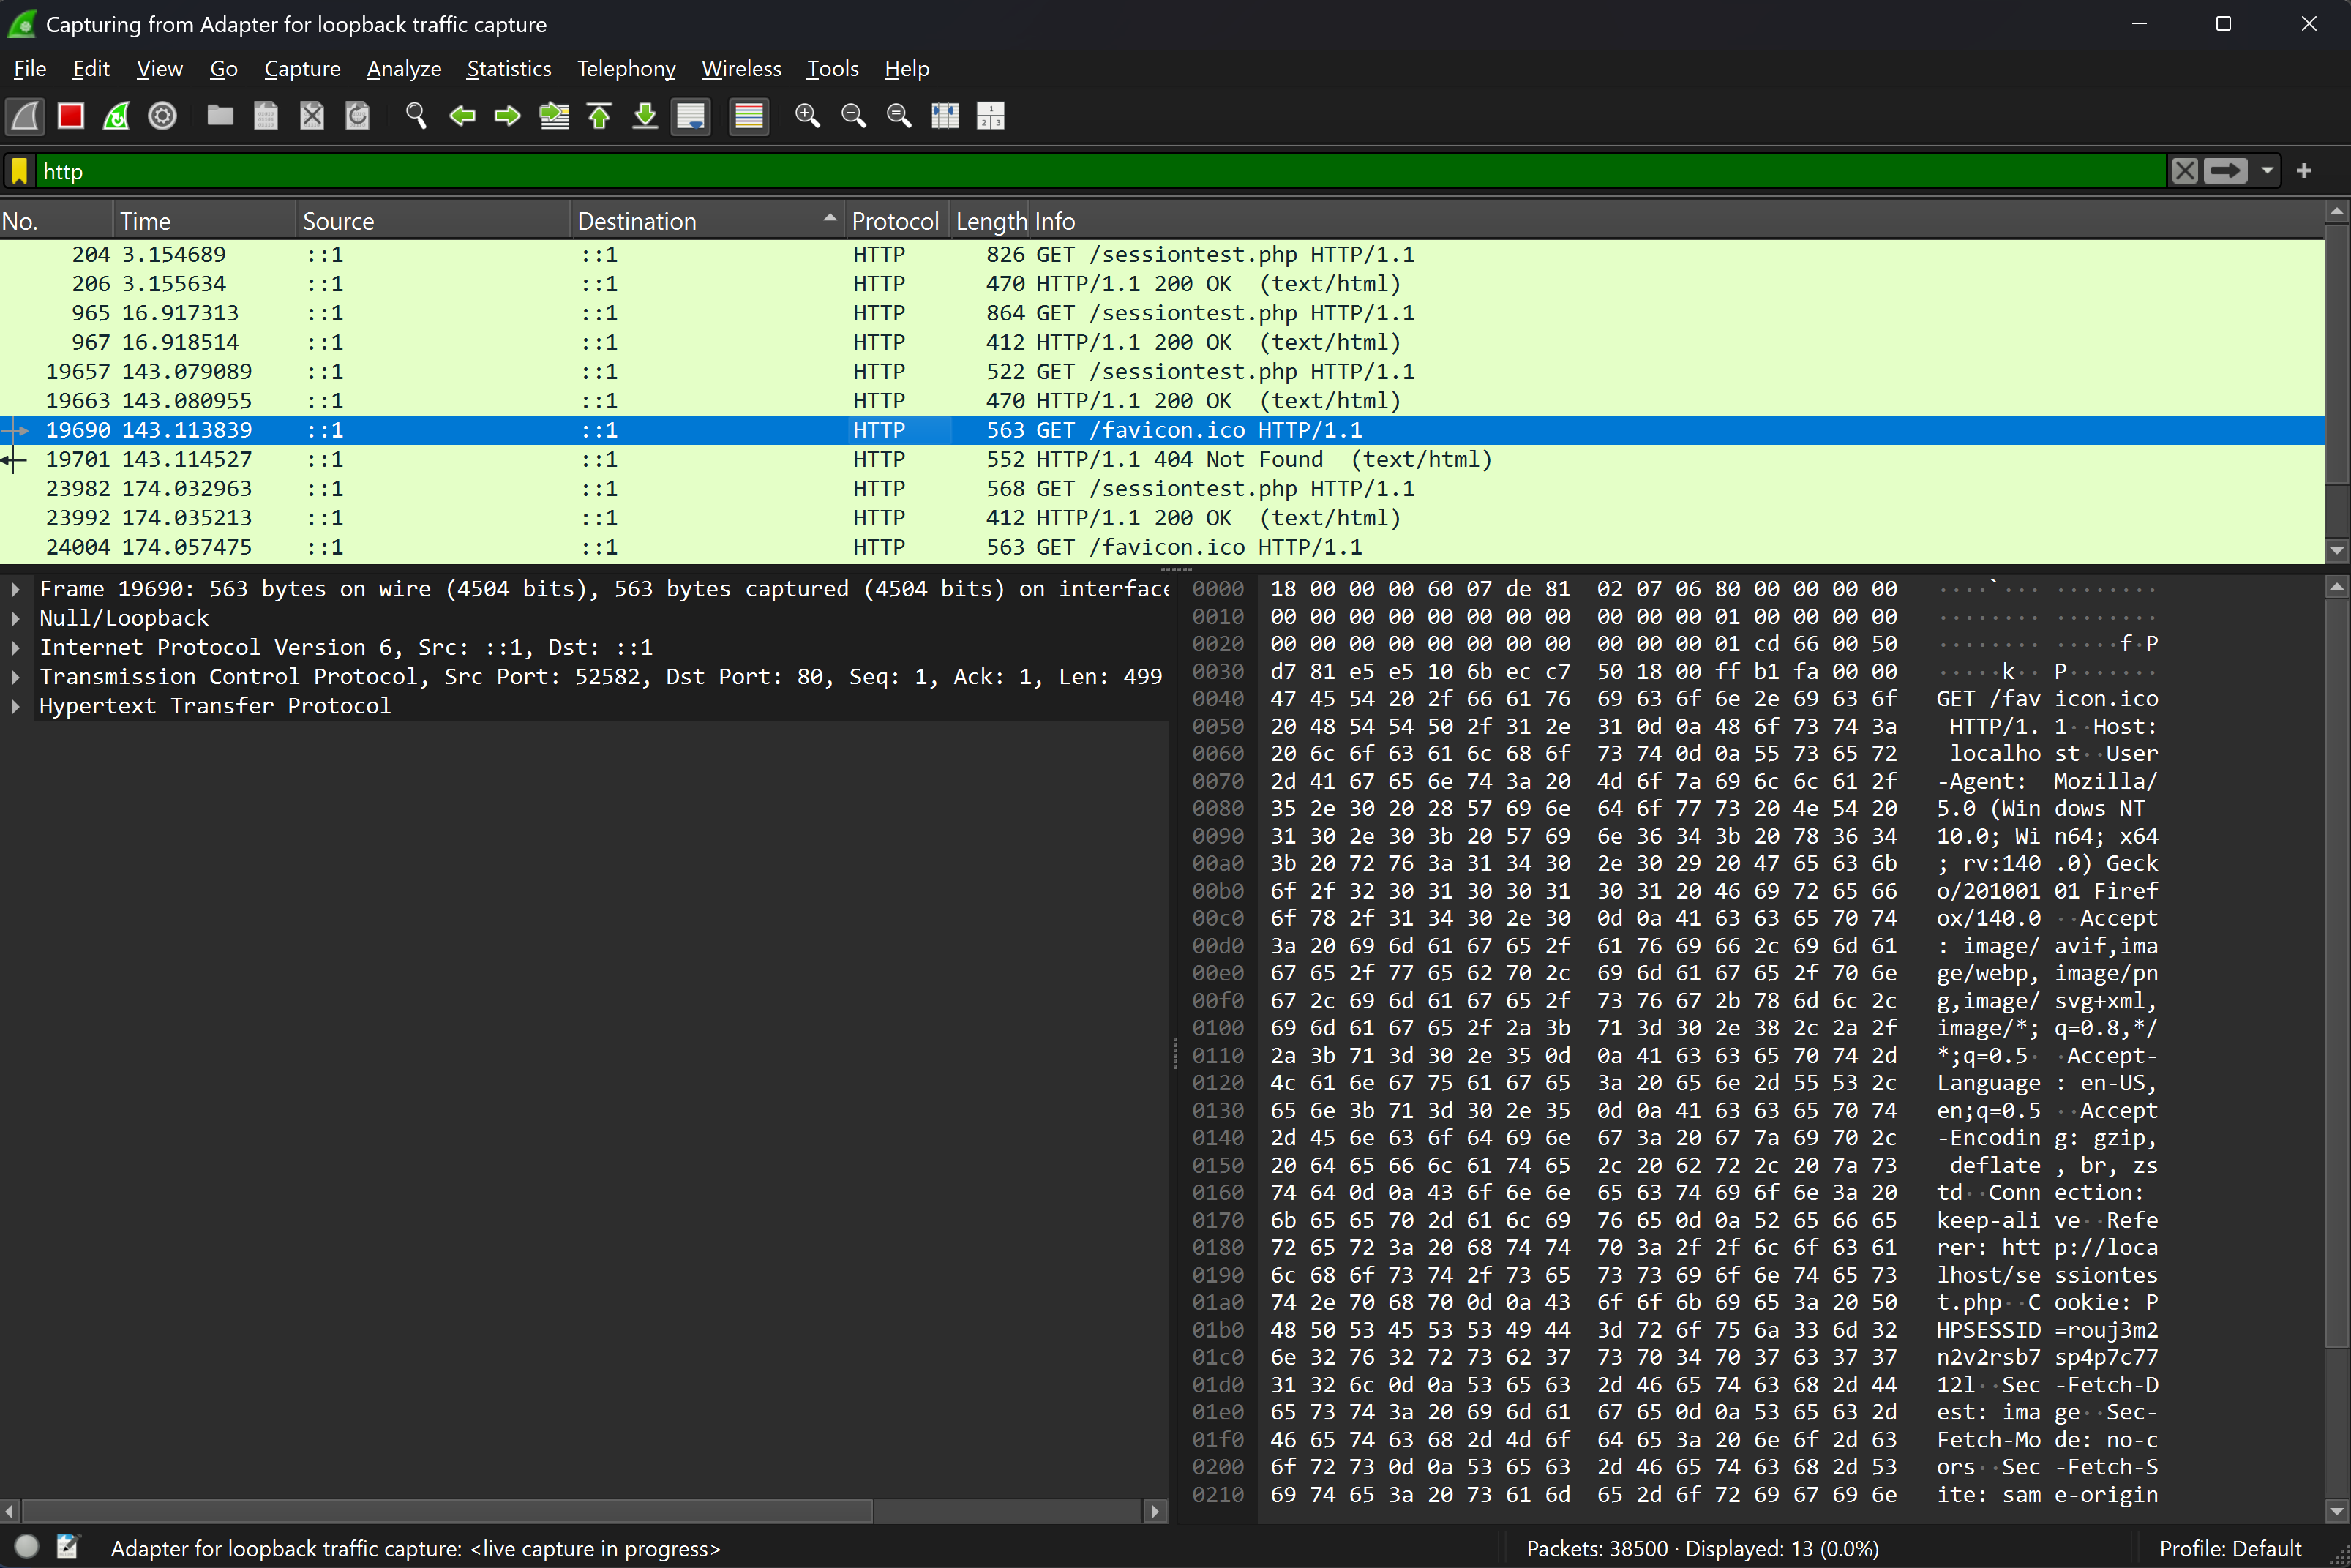 Capturing from Adapter for loopback traffic capture
File Edit View Go Capture Analyze Statistics Telephony Wireless Tools Help
http
No. Time Source Destination Protocol Length Info
204 3.154689 ::1 ::1 HTTP 826 GET /sessiontest.php HTTP/1.1
206 3.155634 ::1 ::1 HTTP 470 HTTP/1.1 200 OK (text/html)
965 16.917313 ::1 ::1 HTTP 864 GET /sessiontest.php HTTP/1.1
967 16.918514 ::1 ::1 HTTP 412 HTTP/1.1 200 OK (text/html)
19657 143.079089 ::1 ::1 HTTP 522 GET /sessiontest.php HTTP/1.1
19663 143.080955 ::1 ::1 HTTP 470 HTTP/1.1 200 OK (text/html)
19690 143.113839 ::1 ::1 HTTP 563 GET /favicon.ico HTTP/1.1
19701 143.114527 ::1 ::1 HTTP 552 HTTP/1.1 404 Not Found (text/html)
23982 174.032963 ::1 ::1 HTTP 568 GET /sessiontest.php HTTP/1.1
23992 174.035213 ::1 ::1 HTTP 412 HTTP/1.1 200 OK (text/html)
24004 174.057475 ::1 ::1 HTTP 563 GET /favicon.ico HTTP/1.1
Frame 19690: 563 bytes on wire (4504 bits), 563 bytes captured (4504 bits) on interface
Null/Loopback
Internet Protocol Version 6, Src: ::1, Dst: ::1
Transmission Control Protocol, Src Port: 52582, Dst Port: 80, Seq: 1, Ack: 1, Len: 499
Hypertext Transfer Protocol
0000 18 00 00 00 60 07 de 81 02 07 06 80 00 00 00 00 ····`··· ········
0010 00 00 00 00 00 00 00 00 00 00 00 01 00 00 00 00 ········ ········
0020 00 00 00 00 00 00 00 00 00 00 00 01 cd 66 00 50 ········ ·····f·P
0030 d7 81 e5 e5 10 6b ec c7 50 18 00 ff b1 fa 00 00 ·····k·· P·······
0040 47 45 54 20 2f 66 61 76 69 63 6f 6e 2e 69 63 6f GET /fav icon.ico
0050 20 48 54 54 50 2f 31 2e 31 0d 0a 48 6f 73 74 3a HTTP/1. 1··Host:
0060 20 6c 6f 63 61 6c 68 6f 73 74 0d 0a 55 73 65 72 localho st··User
0070 2d 41 67 65 6e 74 3a 20 4d 6f 7a 69 6c 6c 61 2f -Agent: Mozilla/
0080 35 2e 30 20 28 57 69 6e 64 6f 77 73 20 4e 54 20 5.0 (Win dows NT
0090 31 30 2e 30 3b 20 57 69 6e 36 34 3b 20 78 36 34 10.0; Wi n64; x64
00a0 3b 20 72 76 3a 31 34 30 2e 30 29 20 47 65 63 6b ; rv:140 .0) Geck
00b0 6f 2f 32 30 31 30 30 31 30 31 20 46 69 72 65 66 o/201001 01 Firef
00c0 6f 78 2f 31 34 30 2e 30 0d 0a 41 63 63 65 70 74 ox/140.0 ··Accept
00d0 3a 20 69 6d 61 67 65 2f 61 76 69 66 2c 69 6d 61 : image/ avif,ima
00e0 67 65 2f 77 65 62 70 2c 69 6d 61 67 65 2f 70 6e ge/webp, image/pn
00f0 67 2c 69 6d 61 67 65 2f 73 76 67 2b 78 6d 6c 2c g,image/ svg+xml,
0100 69 6d 61 67 65 2f 2a 3b 71 3d 30 2e 38 2c 2a 2f image/*; q=0.8,*/
0110 2a 3b 71 3d 30 2e 35 0d 0a 41 63 63 65 70 74 2d *;q=0.5· ·Accept-
0120 4c 61 6e 67 75 61 67 65 3a 20 65 6e 2d 55 53 2c Language : en-US,
0130 65 6e 3b 71 3d 30 2e 35 0d 0a 41 63 63 65 70 74 en;q=0.5 ··Accept
0140 2d 45 6e 63 6f 64 69 6e 67 3a 20 67 7a 69 70 2c -Encodin g: gzip,
0150 20 64 65 66 6c 61 74 65 2c 20 62 72 2c 20 7a 73 deflate , br, zs
0160 74 64 0d 0a 43 6f 6e 6e 65 63 74 69 6f 6e 3a 20 td··Conn ection:
0170 6b 65 65 70 2d 61 6c 69 76 65 0d 0a 52 65 66 65 keep-ali ve··Refe
0180 72 65 72 3a 20 68 74 74 70 3a 2f 2f 6c 6f 63 61 rer: htt p://loca
0190 6c 68 6f 73 74 2f 73 65 73 73 69 6f 6e 74 65 73 lhost/se ssiontes
01a0 74 2e 70 68 70 0d 0a 43 6f 6f 6b 69 65 3a 20 50 t.php··C ookie: P
01b0 48 50 53 45 53 53 49 44 3d 72 6f 75 6a 33 6d 32 HPSESSID =rouj3m2
01c0 6e 32 76 32 72 73 62 37 73 70 34 70 37 63 37 37 n2v2rsb7 sp4p7c77
01d0 31 32 6c 0d 0a 53 65 63 2d 46 65 74 63 68 2d 44 12l··Sec -Fetch-D
01e0 65 73 74 3a 20 69 6d 61 67 65 0d 0a 53 65 63 2d est: ima ge··Sec-
01f0 46 65 74 63 68 2d 4d 6f 64 65 3a 20 6e 6f 2d 63 Fetch-Mo de: no-c
0200 6f 72 73 0d 0a 53 65 63 2d 46 65 74 63 68 2d 53 ors··Sec -Fetch-S
0210 69 74 65 3a 20 73 61 6d 65 2d 6f 72 69 67 69 6e ite: sam e-origin
Adapter for loopback traffic capture: <live capture in progress> Packets: 38500 · Displayed: 13 (0.0%) Profile: Default